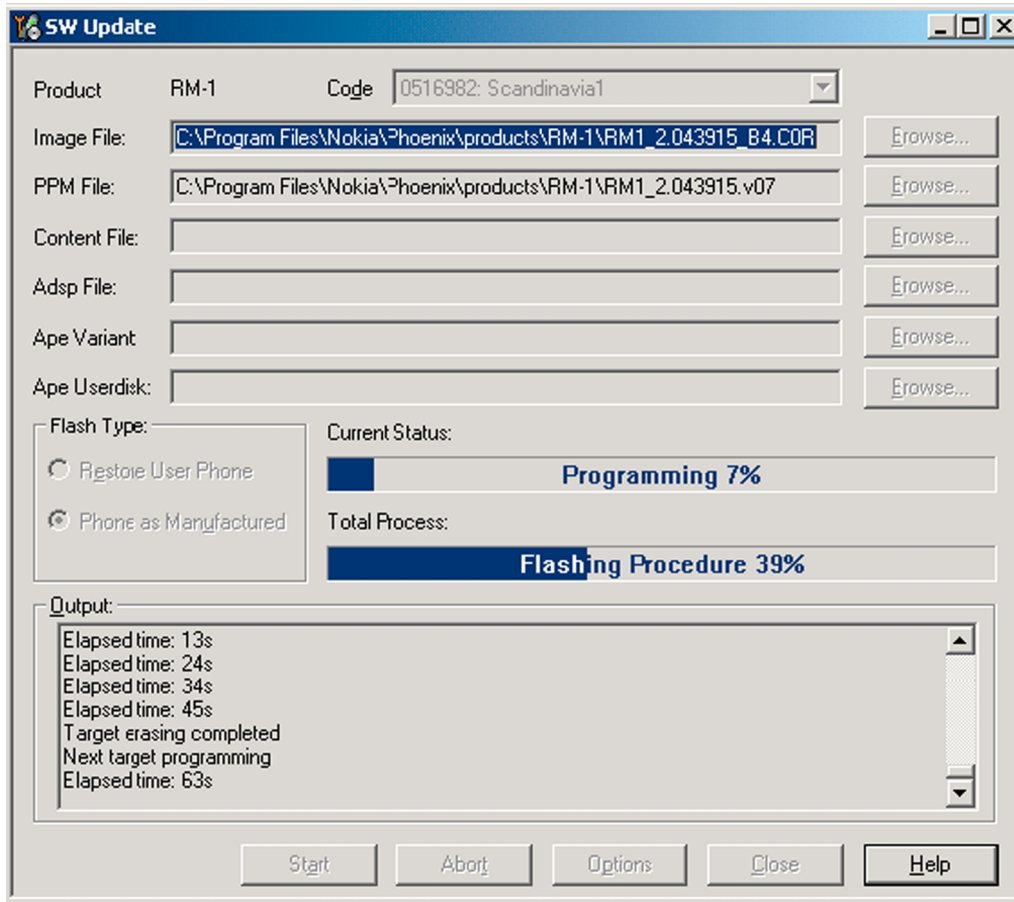 SW Update
Product RM-1 Code 0516982: Scandinavia1
Image File: C:\Program Files\Nokia\Phoenix\products\RM-1\RM1_2.043915_B4.C0R Browse...
PPM File: C:\Program Files\Nokia\Phoenix\products\RM-1\RM1_2.043915.v07 Browse...
Content File: Browse...
Adsp File: Browse...
Ape Variant Browse...
Ape Userdisk: Browse...
Flash Type:
Restore User Phone
Phone as Manufactured
Current Status:
Programming 7%
Total Process:
Flashing Procedure 39%
Output:
Elapsed time: 13s
Elapsed time: 24s
Elapsed time: 34s
Elapsed time: 45s
Target erasing completed
Next target programming
Elapsed time: 63s
Start Abort Options Close Help